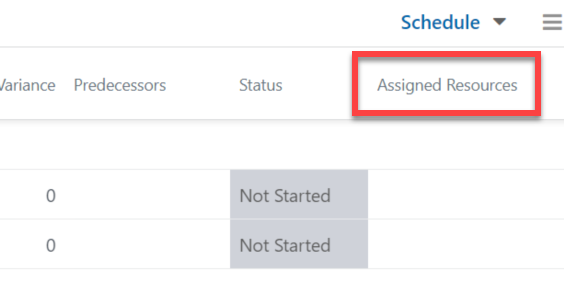 Schedule
Variance Predecessors Status Assigned Resources
0 Not Started
0 Not Started